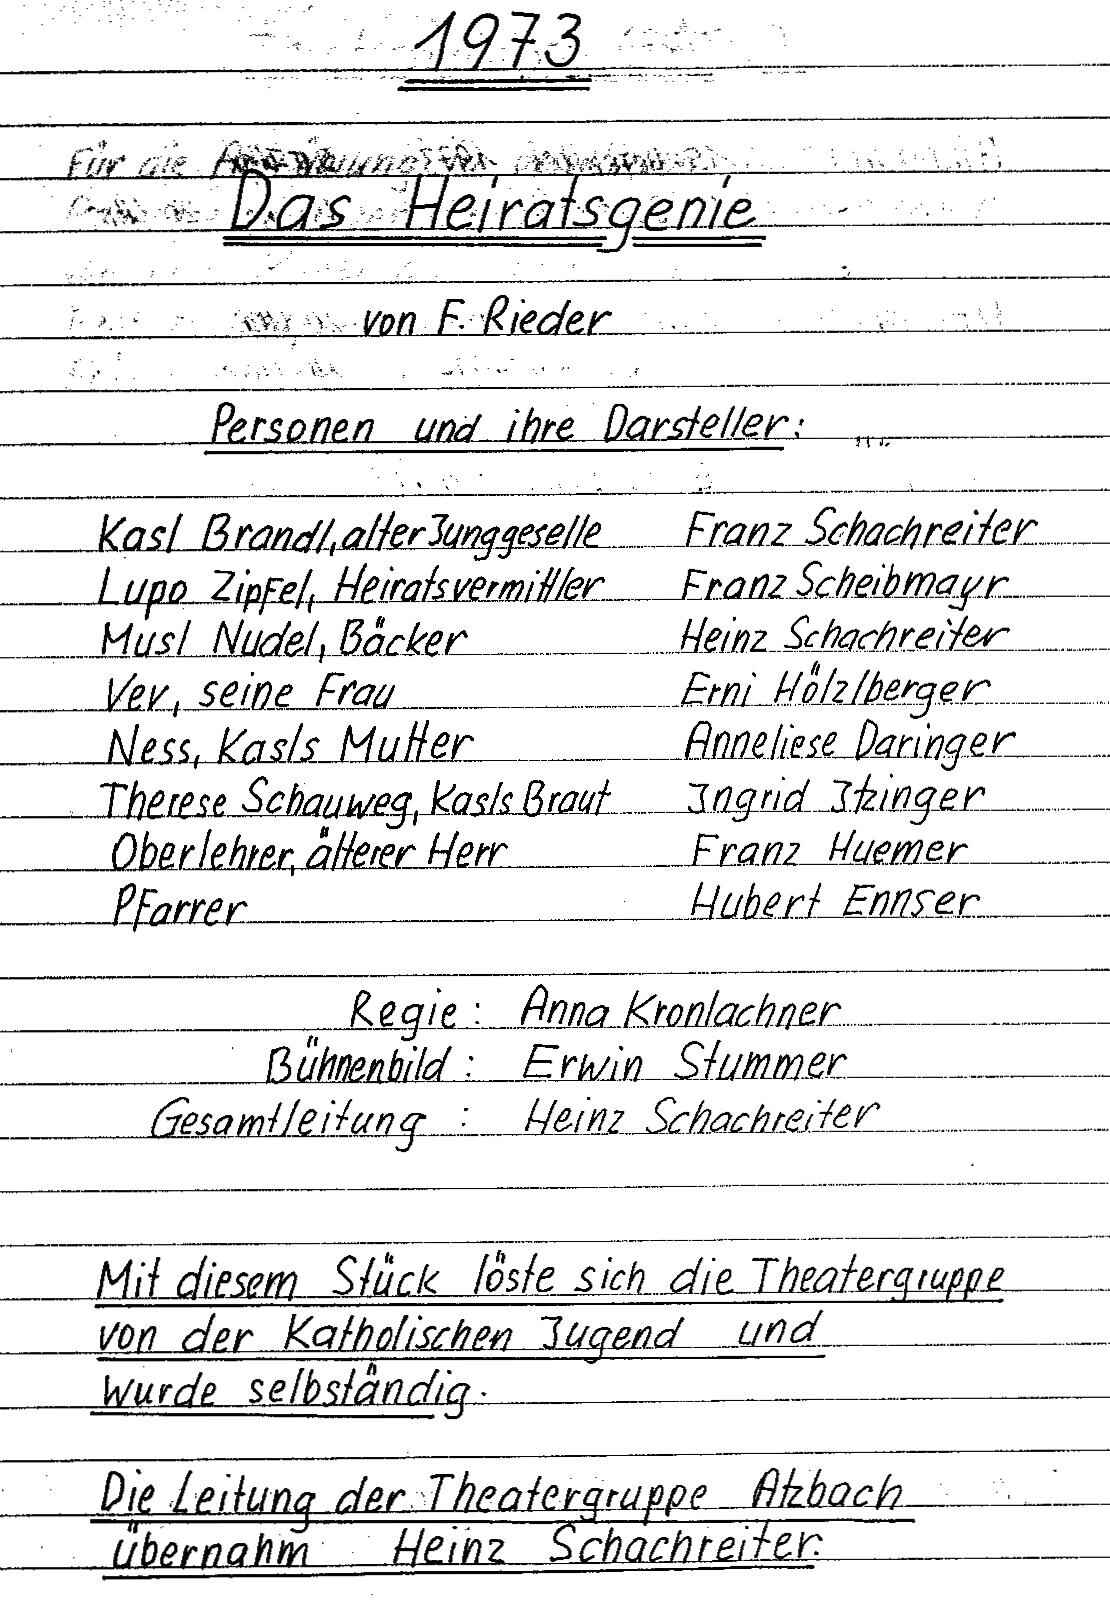 1973
Für die
Das Heiratsgenie
von F. Rieder
Personen und ihre Darsteller:
Kasl Brandl, alter Junggeselle Franz Schachreiter
Lupo Zipfel, Heiratsvermittler Franz Scheibmayr
Musl Nudel, Bäcker Heinz Schachreiter
Vev, seine Frau Erni Hölzlberger
Ness, Kasls Mutter Anneliese Daringer
Therese Schauweg, Kasls Braut Ingrid Itzinger
Oberlehrer, älterer Herr Franz Huemer
Pfarrer Hubert Ennser
Regie: Anna Kronlachner
Bühnenbild: Erwin Stummer
Gesamtleitung : Heinz Schachreiter
Mit diesem Stück löste sich die Theatergruppe
von der Katholischen Jugend und
wurde selbständig.
Die Leitung der Theatergruppe Atzbach
übernahm Heinz Schachreiter.